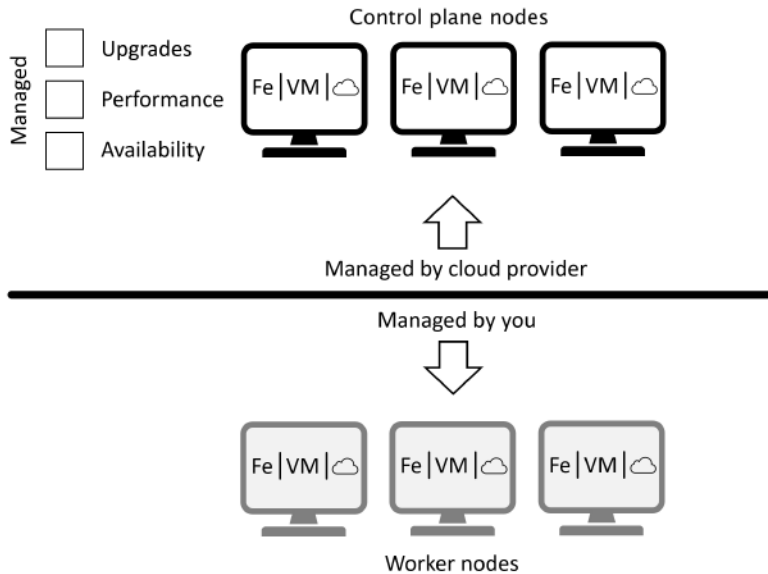 Control plane nodes
Managed
Upgrades
Performance
Availability
Fe|VM|
Fe|VM|
Fe|VM|
Managed by cloud provider
Managed by you
Fe|VM|
Fe|VM|
Fe|VM|
Worker nodes